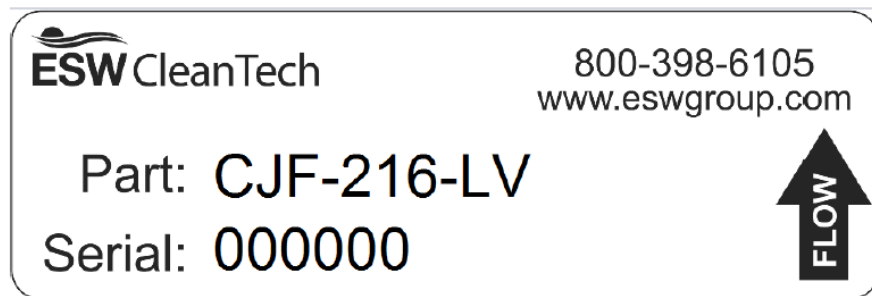 ESW CleanTech
800-398-6105
www.eswgroup.com
Part: CJF-216-LV
Serial: 000000
FLOW